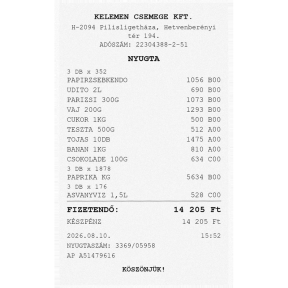 KELEMEN CSEMEGE KFT.
H-2094 Pilisligetháza, Hetvenberényi
tér 194.
ADÓSZÁM: 22304388-2-51
NYUGTA
3 DB x 352
PAPIRZSEBKENDO 1056 B00
UDITO 2L 690 B00
PARIZSI 300G 1073 B00
VAJ 200G 1293 B00
CUKOR 1KG 500 B00
TESZTA 500G 512 A00
TOJAS 10DB 1475 A00
BANAN 1KG 810 A00
CSOKOLADE 100G 634 C00
3 DB x 1878
PAPRIKA KG 5634 B00
3 DB x 176
ASVANYVIZ 1,5L 528 C00
FIZETENDŐ: 14 205 Ft
KÉSZPÉNZ 14 205 Ft
2026.08.10. 15:52
NYUGTASZÁM: 3369/05958
AP A51479616
KÖSZÖNJÜK!